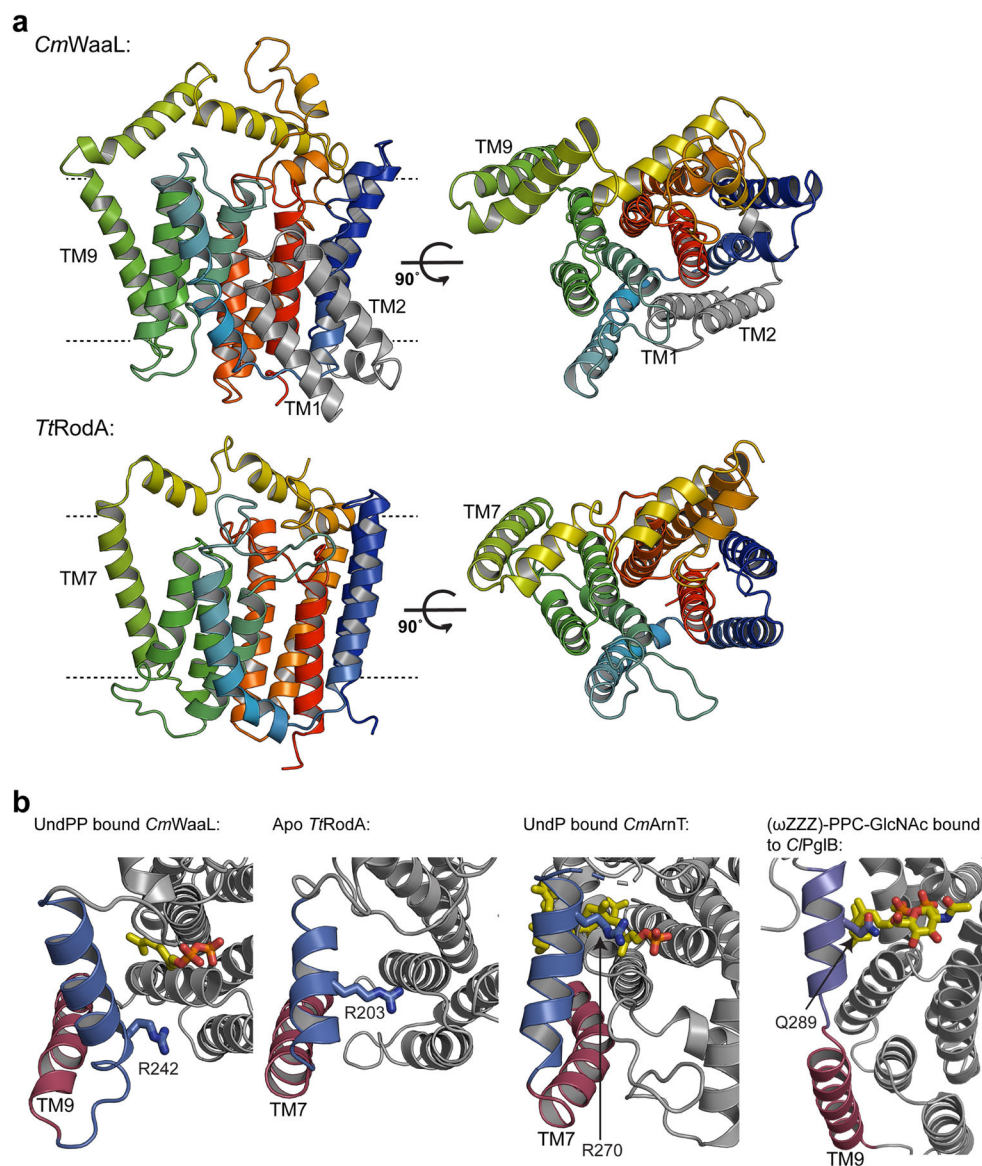 a
CmWaaL:
TM9
TM9
90°
TM2
TM1
TM2
TM1
TtRodA:
TM7
TM7
90°
b
UndPP bound CmWaaL:
Apo TtRodA:
UndP bound CmArnT:
(ωZZZ)-PPC-GlcNAc bound
to ClPglB:
R203
Q289
R242
TM9
TM7
TM7
R270
TM9